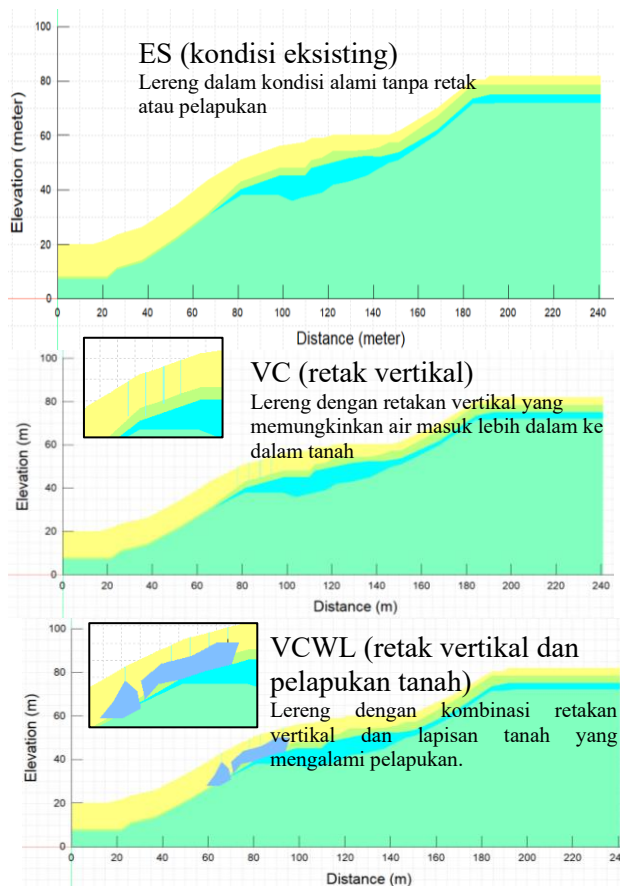 ES (kondisi eksisting)
Lereng dalam kondisi alami tanpa retak
atau pelapukan
Elevation (meter)
100
80
60
40
20
0
0 20 40 60 80 100 120 140 160 180 200 220 240
Distance (meter)
VC (retak vertikal)
Lereng dengan retakan vertikal yang
memungkinkan air masuk lebih dalam ke
dalam tanah
Elevation (m)
100
80
60
40
20
0
0 20 40 60 80 100 120 140 160 180 200 220 240
Distance (m)
VCWL (retak vertikal dan
pelapukan tanah)
Lereng dengan kombinasi retakan
vertikal dan lapisan tanah yang
mengalami pelapukan.
Elevation (m)
100
80
60
40
20
0
0 20 40 60 80 100 120 140 160 180 200 220 240
Distance (m)